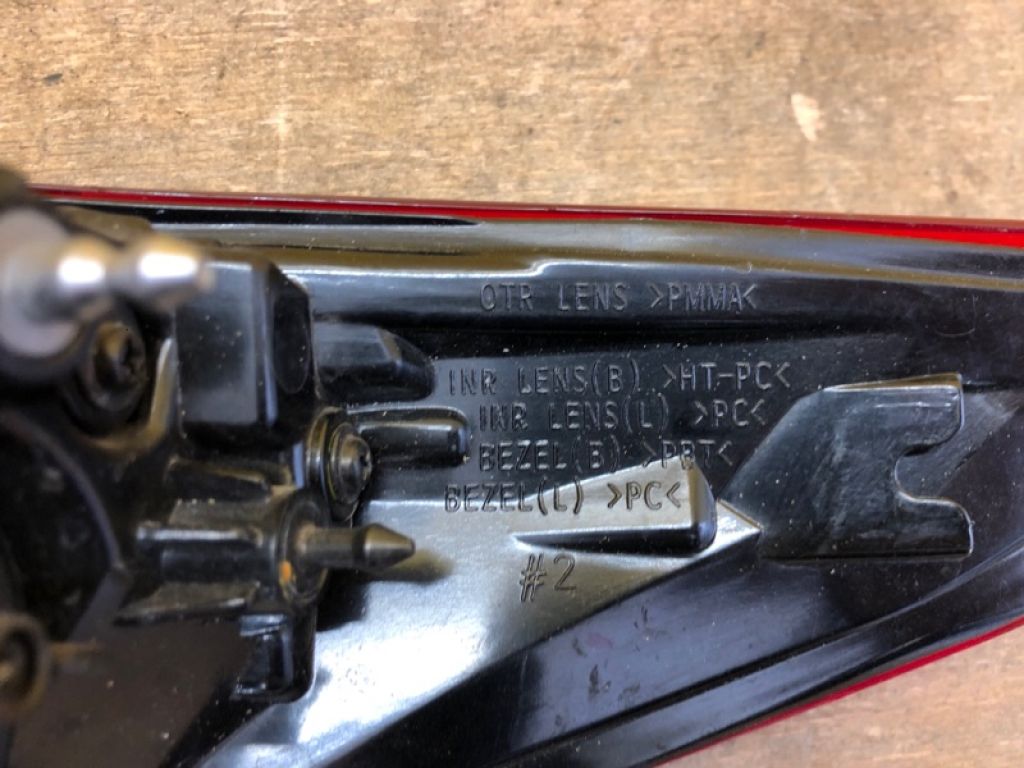 OTR LENS >PMMA<
INR LENS(B) >HT-PC<
INR LENS(L) >PC<
BEZEL(B) >PBT<
BEZEL(L) >PC<
#2